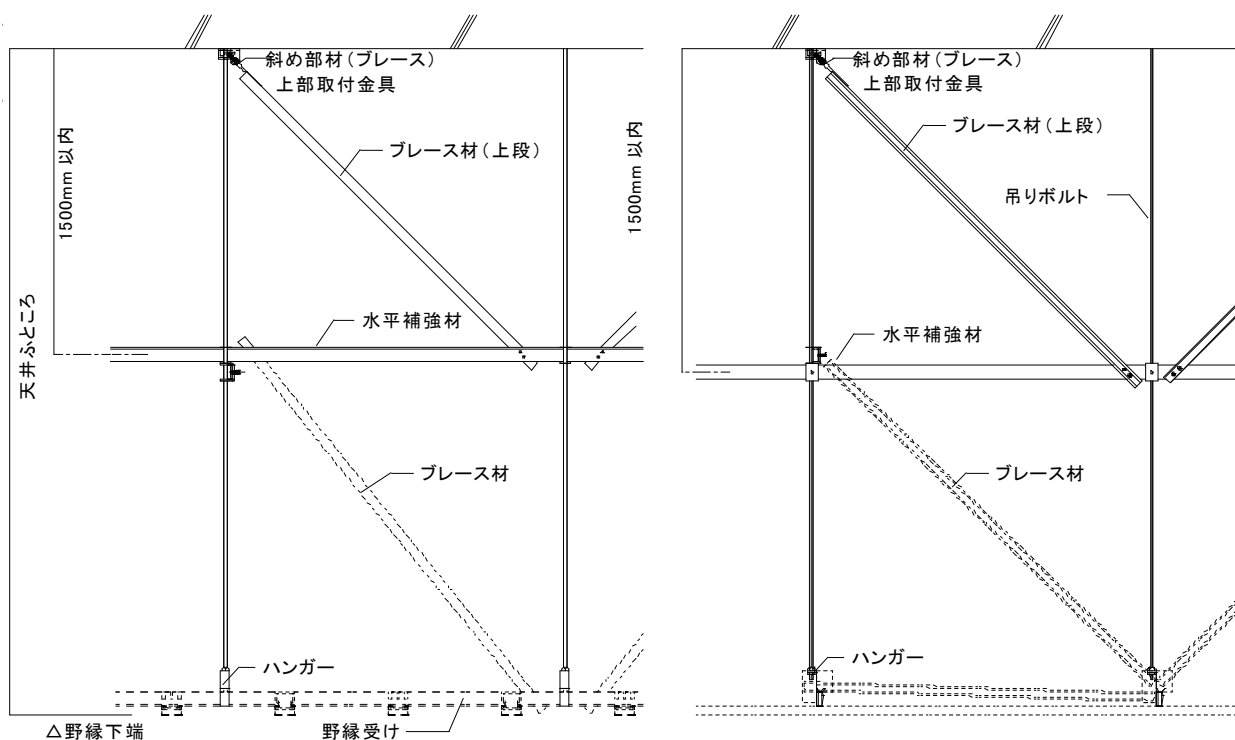 斜め部材(ブレース)
上部取付金具
ブレース材(上段)
1500mm 以内
1500mm 以内
天井ふところ
水平補強材
ブレース材
ハンガー
△野縁下端
野縁受け
斜め部材(ブレース)
上部取付金具
ブレース材(上段)
吊りボルト
水平補強材
ブレース材
ハンガー